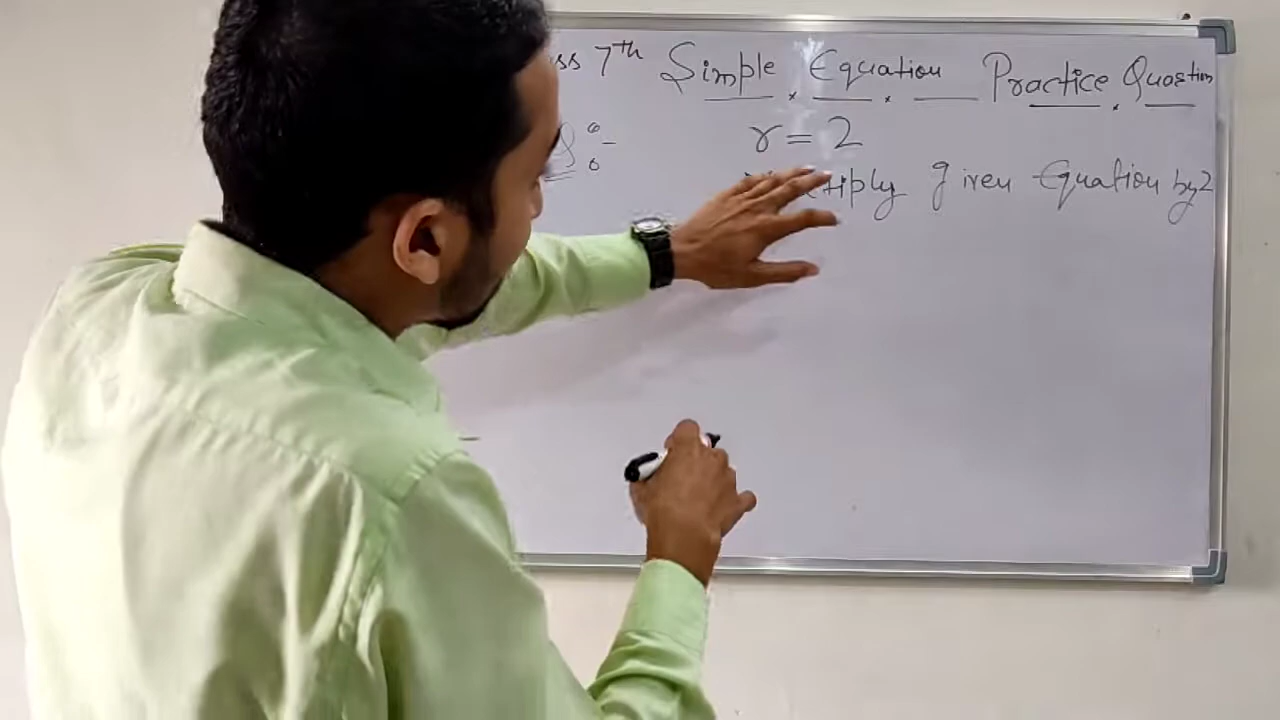 7th Simple Equation Practice Question
r = 2
given Equation by 2